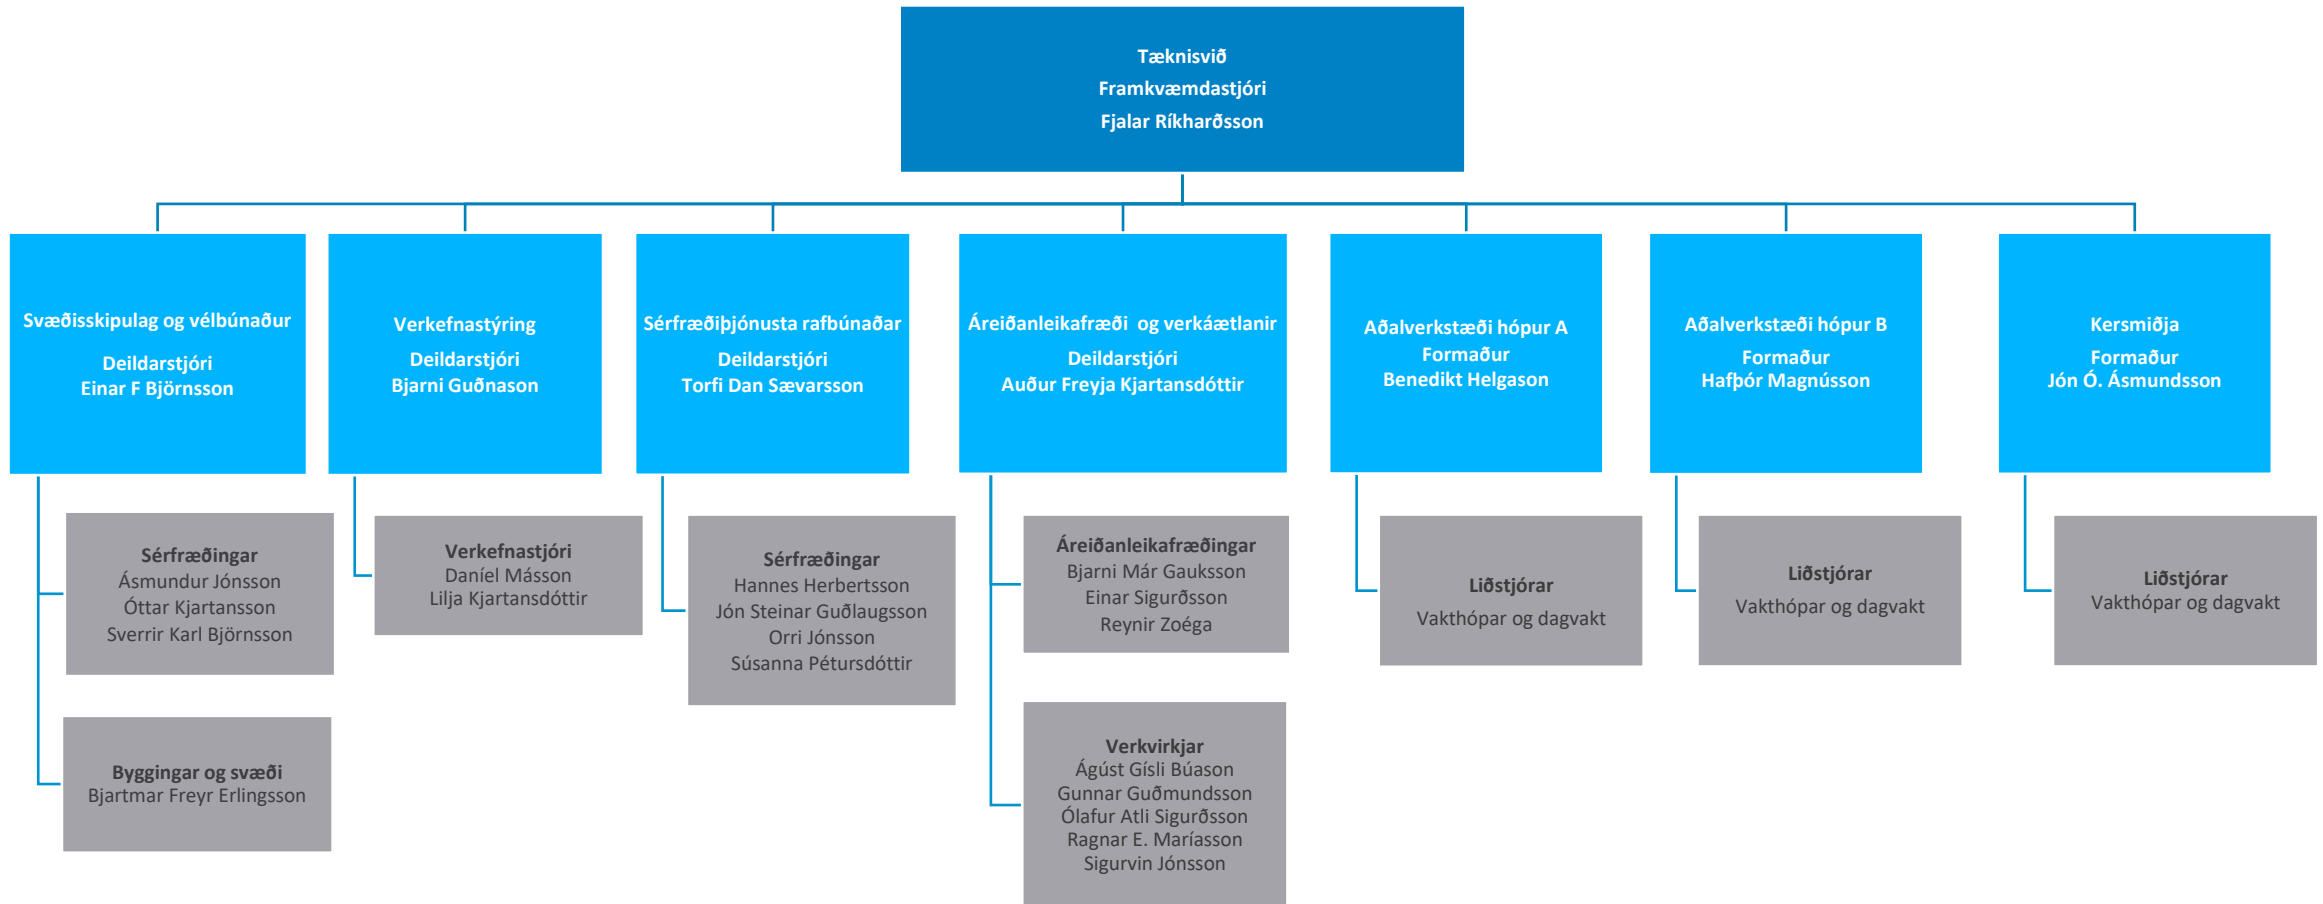 Tæknisvið
Framkvæmdastjóri
Fjalar Ríkharðsson
Svæðisskipulag og vélbúnaður
Deildarstjóri
Einar F Björnsson
Verkefnastýring
Deildarstjóri
Bjarni Guðnason
Sérfræðiþjónusta rafbúnaðar
Deildarstjóri
Torfi Dan Sævarsson
Áreiðanleikafræði og verkáætlanir
Deildarstjóri
Auður Freyja Kjartansdóttir
Aðalverkstæði hópur A
Formaður
Benedikt Helgason
Aðalverkstæði hópur B
Formaður
Hafþór Magnússon
Kersmiðja
Formaður
Jón Ó. Ásmundsson
Sérfræðingar
Ásmundur Jónsson
Óttar Kjartansson
Sverrir Karl Björnsson
Byggingar og svæði
Bjartmar Freyr Erlingsson
Verkefnastjóri
Daníel Másson
Lilja Kjartansdóttir
Sérfræðingar
Hannes Herbertsson
Jón Steinar Guðlaugsson
Orri Jónsson
Súsanna Pétursdóttir
Áreiðanleikafræðingar
Bjarni Már Gauksson
Einar Sigurðsson
Reynir Zoéga
Verkvirkjar
Ágúst Gísli Búason
Gunnar Guðmundsson
Ólafur Atli Sigurðsson
Ragnar E. Maríasson
Sigurvin Jónsson
Liðstjórar
Vakthópar og dagvakt
Liðstjórar
Vakthópar og dagvakt
Liðstjórar
Vakthópar og dagvakt